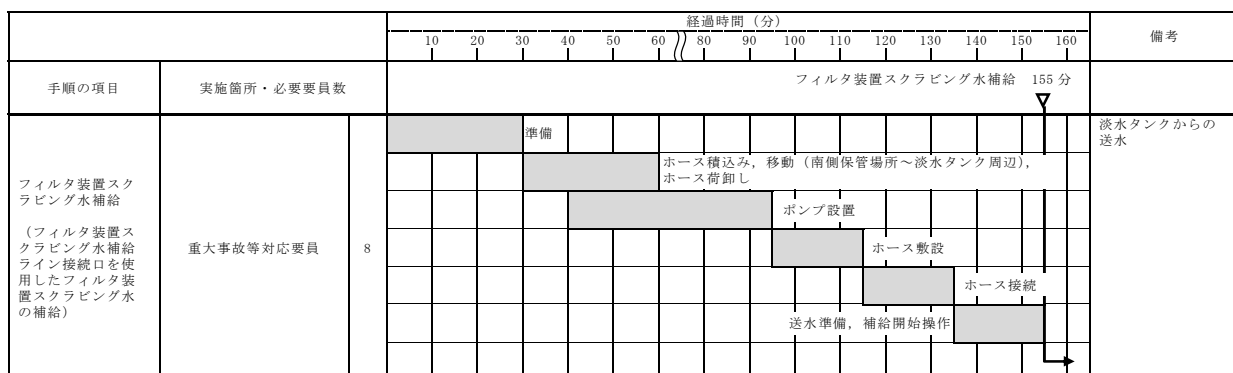 経過時間（分）
備考
10 20 30 40 50 60 80 90 100 110 120 130 140 150 160
手順の項目
実施箇所・必要要員数
フィルタ装置スクラビング水補給 155分
フィルタ装置スク
ラビング水補給
（フィルタ装置ス
クラビング水補給
ライン接続口を使
用したフィルタ装
置スクラビング水
の補給）
重大事故等対応要員
8
準備
ホース積込み，移動（南側保管場所～淡水タンク周辺），
ホース荷卸し
ポンプ設置
ホース敷設
ホース接続
送水準備，補給開始操作
淡水タンクからの
送水